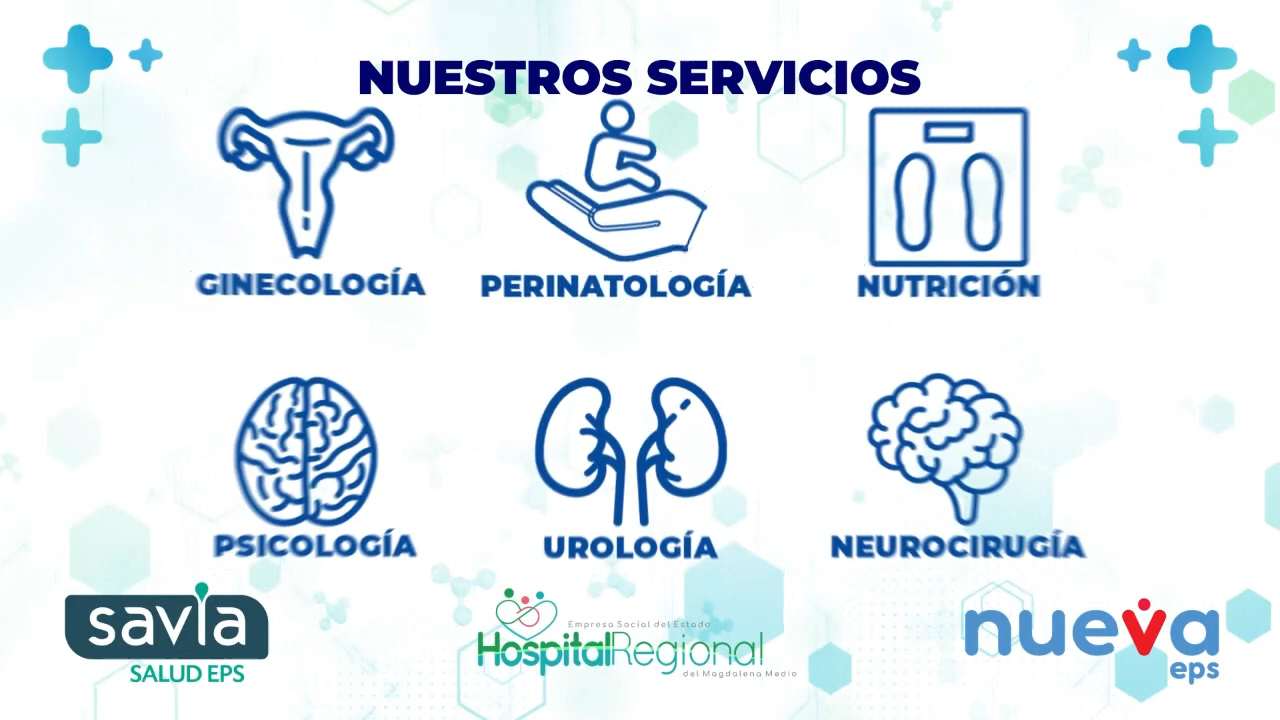 NUESTROS SERVICIOS
GINECOLOGÍA
PERINATOLOGÍA
NUTRICIÓN
PSICOLOGÍA
UROLOGÍA
NEUROCIRUGÍA
savia
SALUD EPS
Empresa Social del Estado
HospitalRegional
del Magdalena Medio
nueva
eps